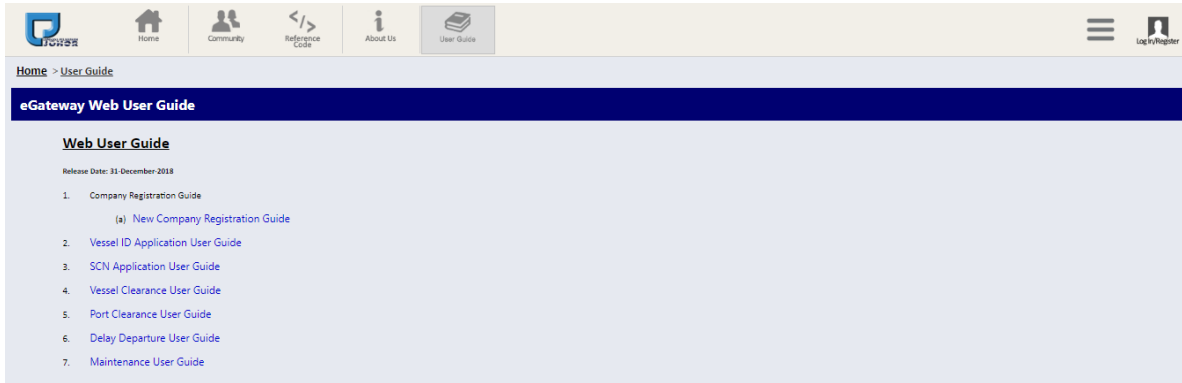 Home
Community
</>
Reference
Code
About Us
User Guide
Log In/Register
Home > User Guide
eGateway Web User Guide
Web User Guide
Release Date: 31-December-2018
1. Company Registration Guide
(a) New Company Registration Guide
2. Vessel ID Application User Guide
3. SCN Application User Guide
4. Vessel Clearance User Guide
5. Port Clearance User Guide
6. Delay Departure User Guide
7. Maintenance User Guide